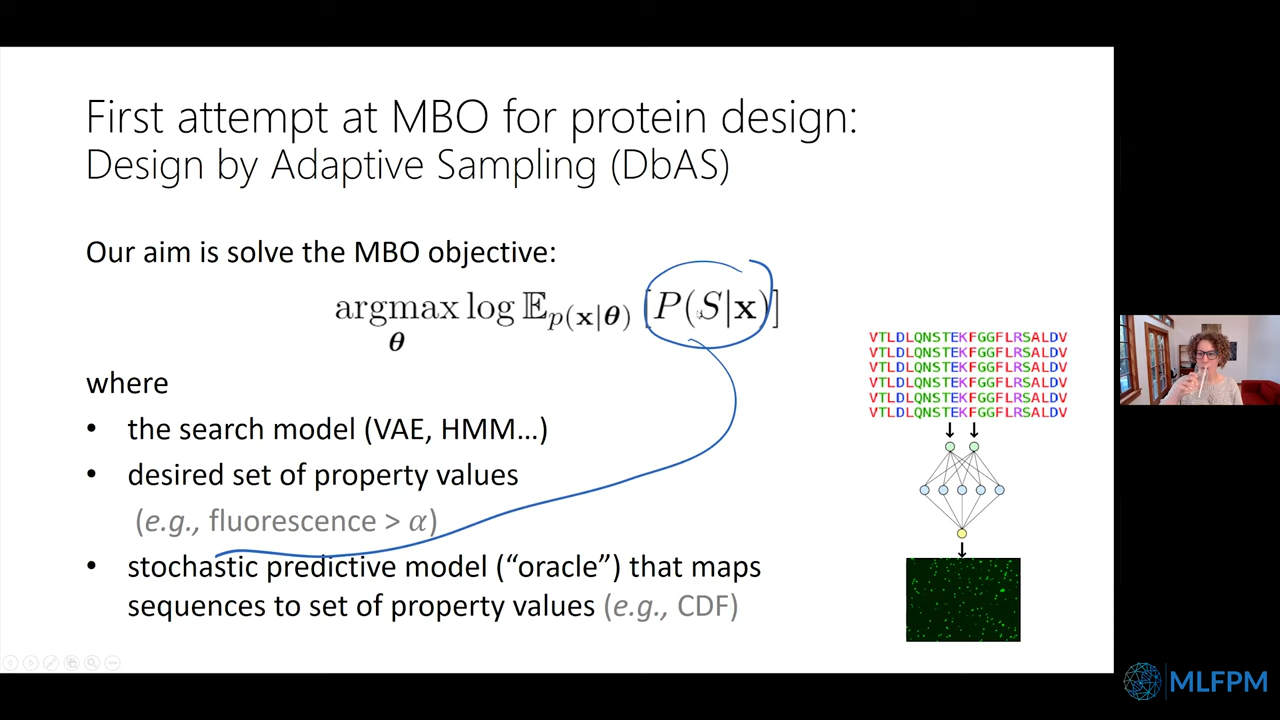 First attempt at MBO for protein design:
Design by Adaptive Sampling (DbAS)
Our aim is solve the MBO objective:
argmax log 𝔼p(x|θ) [P(S|x)]
θ
where
• the search model (VAE, HMM…)
• desired set of property values
(e.g., fluorescence > α)
• stochastic predictive model (“oracle”) that maps
sequences to set of property values (e.g., CDF)
VTLDLQNSTEKFGGFLRSALDV
VTLDLQNSTEKFGGFLRSALDV
VTLDLQNSTEKFGGFLRSALDV
VTLDLQNSTEKFGGFLRSALDV
VTLDLQNSTEKFGGFLRSALDV
VTLDLQNSTEKFGGFLRSALDV
MLFPM